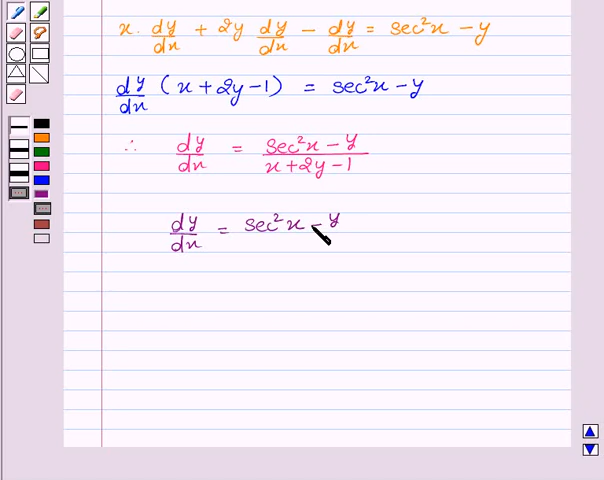 x. dy/dx + 2y dy/dx - dy/dx = sec²x - y
dy/dx (x + 2y - 1) = sec²x - y
∴ dy/dx = sec²x - y / x + 2y - 1
dy/dx = sec²x - y